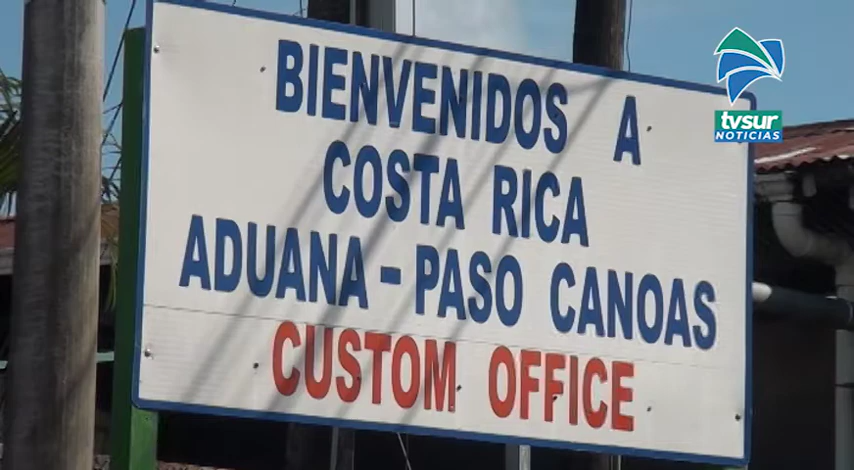 BIENVENIDOS A
COSTA RICA
ADUANA - PASO CANOAS
CUSTOM OFFICE
tvsur
NOTICIAS